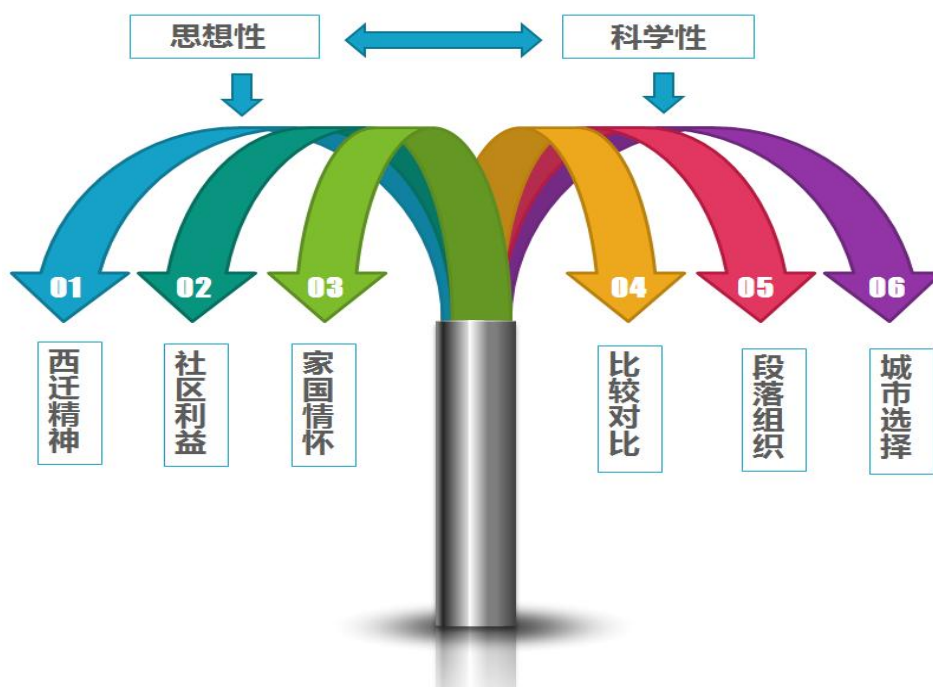 思想性
科学性
01
02
03
04
05
06
西迁精神
社区利益
家国情怀
比较对比
段落组织
城市选择